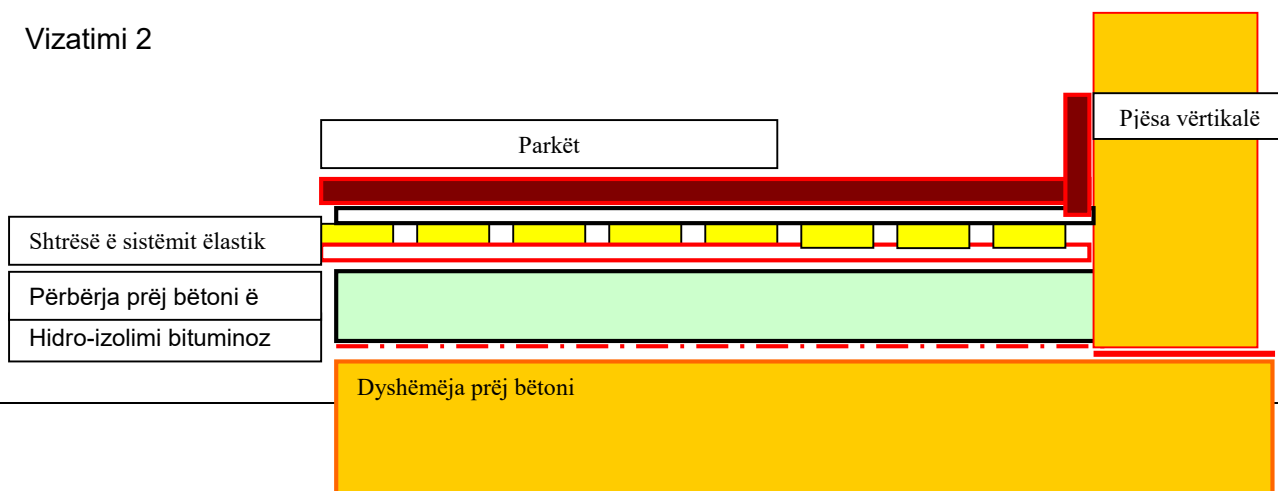 Vizatimi 2
Pjësa vërtikalë
Parkët
Shtrësë ë sistëmit ëlastik
Përbërja prëj bëtoni ë
Hidro-izolimi bituminoz
Dyshëmëja prëj bëtoni